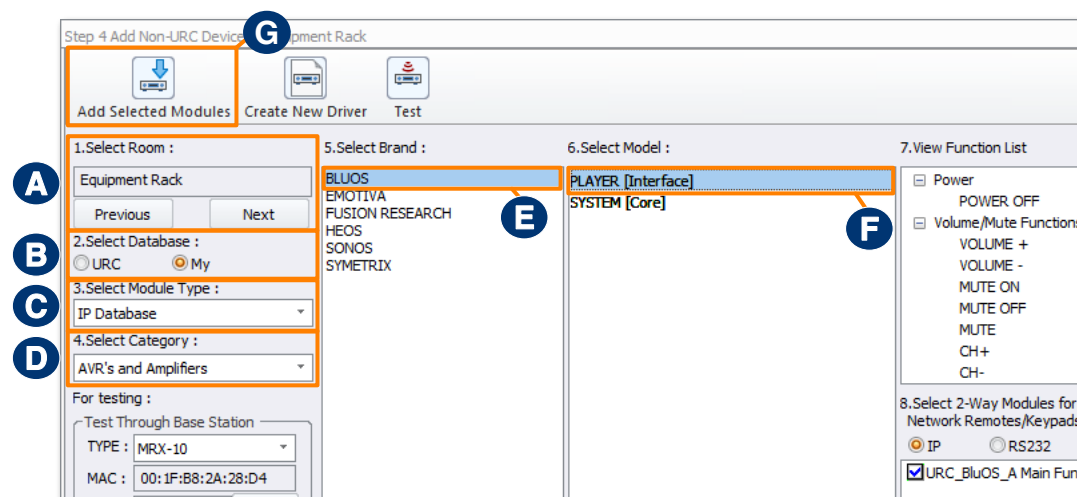 Step 4 Add Non-URC Device
pment Rack
G
Add Selected Modules
Create New Driver
Test
1.Select Room :
A
Equipment Rack
Previous
Next
2.Select Database :
B
URC
My
3.Select Module Type :
C
IP Database
4.Select Category :
D
AVR's and Amplifiers
For testing :
Test Through Base Station
TYPE :
MRX-10
MAC :
00:1F:B8:2A:28:D4
5.Select Brand :
BLUOS
EMOTIVA
FUSION RESEARCH
HEOS
SONOS
SYMETRIX
E
6.Select Model :
PLAYER [Interface]
SYSTEM [Core]
F
7.View Function List
Power
POWER OFF
Volume/Mute Functions
VOLUME +
VOLUME -
MUTE ON
MUTE OFF
MUTE
CH+
CH-
8.Select 2-Way Modules for
Network Remotes/Keypads
IP
RS232
URC_BluOS_A Main Fun